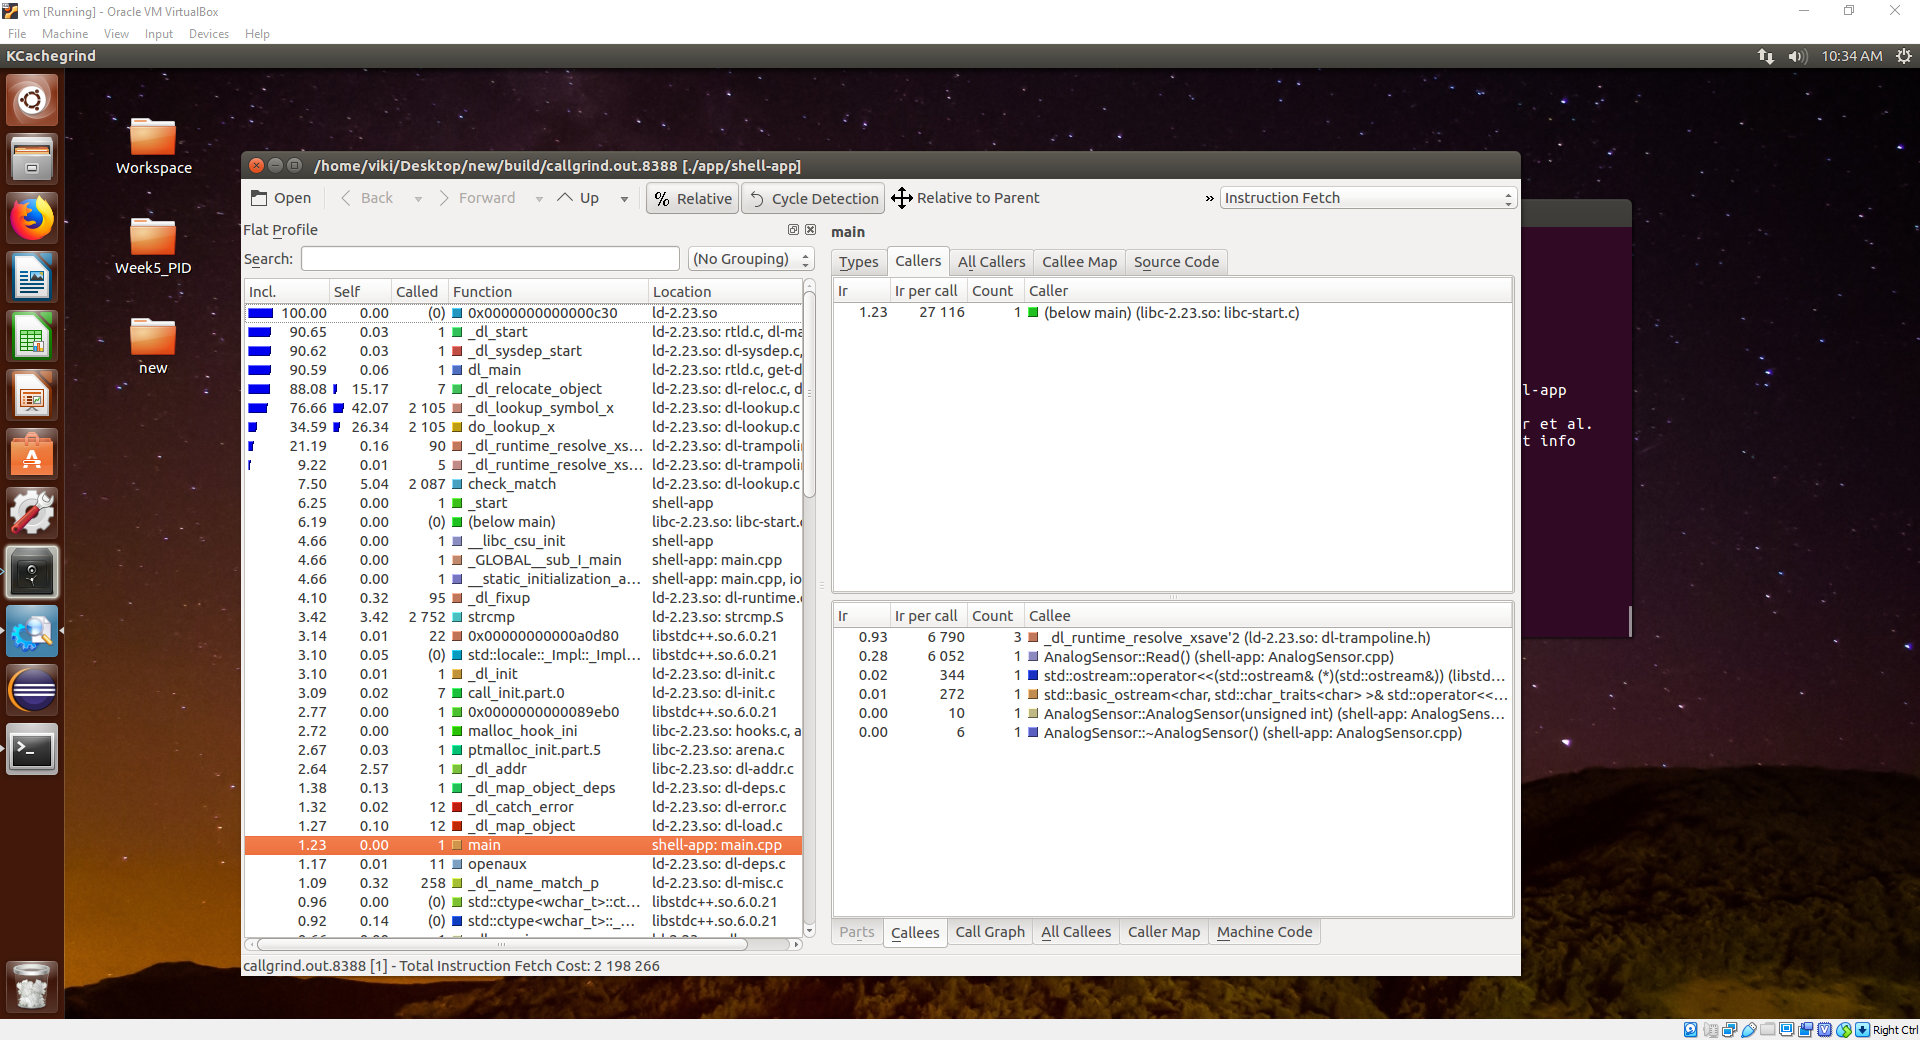 vm [Running] - Oracle VM VirtualBox
File Machine View Input Devices Help
KCachegrind
10:34 AM
Workspace
Week5_PID
new
/home/viki/Desktop/new/build/callgrind.out.8388 [./app/shell-app]
Open Back Forward Up % Relative Cycle Detection Relative to Parent » Instruction Fetch
Flat Profile
Search: (No Grouping)
Incl. Self Called Function Location
100.00 0.00 (0) 0x0000000000000c30 ld-2.23.so
90.65 0.03 1 _dl_start ld-2.23.so: rtld.c, dl-ma
90.62 0.03 1 _dl_sysdep_start ld-2.23.so: dl-sysdep.c,
90.59 0.06 1 dl_main ld-2.23.so: rtld.c, get-d
88.08 15.17 7 _dl_relocate_object ld-2.23.so: dl-reloc.c, d
76.66 42.07 2 105 _dl_lookup_symbol_x ld-2.23.so: dl-lookup.c
34.59 26.34 2 105 do_lookup_x ld-2.23.so: dl-lookup.c
21.19 0.16 90 _dl_runtime_resolve_xs... ld-2.23.so: dl-trampoli
9.22 0.01 5 _dl_runtime_resolve_xs... ld-2.23.so: dl-trampoli
7.50 5.04 2 087 check_match ld-2.23.so: dl-lookup.c
6.25 0.00 1 _start shell-app
6.19 0.00 (0) (below main) libc-2.23.so: libc-start.
4.66 0.00 1 __libc_csu_init shell-app
4.66 0.00 1 _GLOBAL__sub_I_main shell-app: main.cpp
4.66 0.00 1 __static_initialization_a... shell-app: main.cpp, io
4.10 0.32 95 _dl_fixup ld-2.23.so: dl-runtime.
3.42 3.42 2 752 strcmp ld-2.23.so: strcmp.S
3.14 0.01 22 0x00000000000a0d80 libstdc++.so.6.0.21
3.10 0.05 (0) std::locale::_Impl::_Impl... libstdc++.so.6.0.21
3.10 0.01 1 _dl_init ld-2.23.so: dl-init.c
3.09 0.02 7 call_init.part.0 ld-2.23.so: dl-init.c
2.77 0.00 1 0x0000000000089eb0 libstdc++.so.6.0.21
2.72 0.00 1 malloc_hook_ini libc-2.23.so: hooks.c, a
2.67 0.03 1 ptmalloc_init.part.5 libc-2.23.so: arena.c
2.64 2.57 1 _dl_addr libc-2.23.so: dl-addr.c
1.38 0.13 1 _dl_map_object_deps ld-2.23.so: dl-deps.c
1.32 0.02 12 _dl_catch_error ld-2.23.so: dl-error.c
1.27 0.10 12 _dl_map_object ld-2.23.so: dl-load.c
1.23 0.00 1 main shell-app: main.cpp
1.17 0.01 11 openaux ld-2.23.so: dl-deps.c
1.09 0.32 258 _dl_name_match_p ld-2.23.so: dl-misc.c
0.96 0.00 (0) std::ctype<wchar_t>::ct... libstdc++.so.6.0.21
0.92 0.14 (0) std::ctype<wchar_t>::_... libstdc++.so.6.0.21
main
Types Callers All Callers Callee Map Source Code
Ir Ir per call Count Caller
1.23 27 116 1 (below main) (libc-2.23.so: libc-start.c)
Ir Ir per call Count Callee
0.93 6 790 3 _dl_runtime_resolve_xsave'2 (ld-2.23.so: dl-trampoline.h)
0.28 6 052 1 AnalogSensor::Read() (shell-app: AnalogSensor.cpp)
0.02 344 1 std::ostream::operator<<(std::ostream& (*)(std::ostream&)) (libstd...
0.01 272 1 std::basic_ostream<char, std::char_traits<char> >& std::operator<<...
0.00 10 1 AnalogSensor::AnalogSensor(unsigned int) (shell-app: AnalogSens...
0.00 6 1 AnalogSensor::~AnalogSensor() (shell-app: AnalogSensor.cpp)
Parts Callees Call Graph All Callees Caller Map Machine Code
callgrind.out.8388 [1] - Total Instruction Fetch Cost: 2 198 266
l-app
r et al.
t info
Right Ctrl